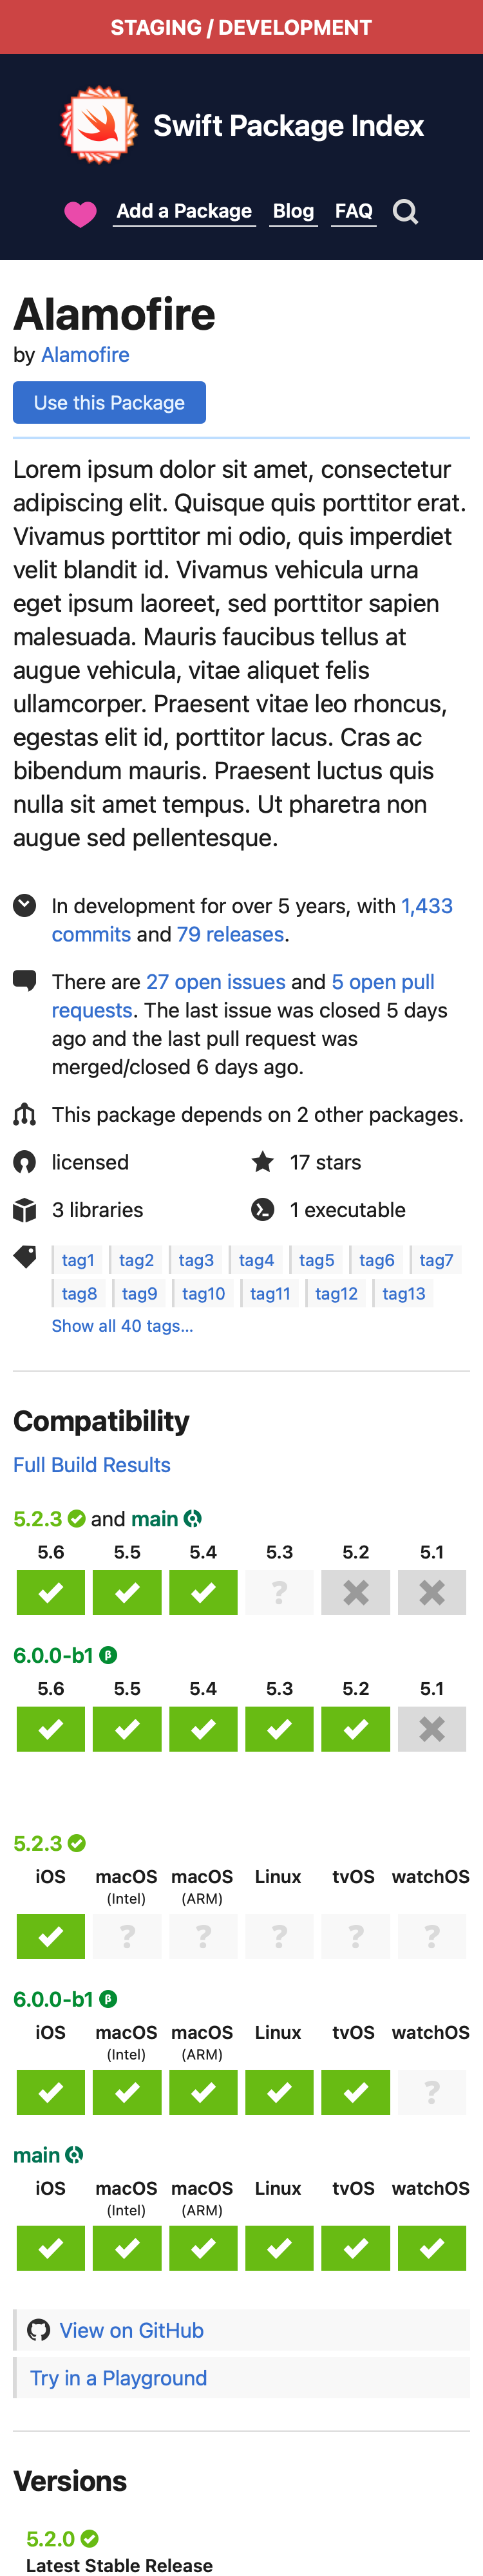 STAGING / DEVELOPMENT
Swift Package Index
Add a Package Blog FAQ
Alamofire
by Alamofire
Use this Package
Lorem ipsum dolor sit amet, consectetur
adipiscing elit. Quisque quis porttitor erat.
Vivamus porttitor mi odio, quis imperdiet
velit blandit id. Vivamus vehicula urna
eget ipsum laoreet, sed porttitor sapien
malesuada. Mauris faucibus tellus at
augue vehicula, vitae aliquet felis
ullamcorper. Praesent vitae leo rhoncus,
egestas elit id, porttitor lacus. Cras ac
bibendum mauris. Praesent luctus quis
nulla sit amet tempus. Ut pharetra non
augue sed pellentesque.
In development for over 5 years, with 1,433
commits and 79 releases.
There are 27 open issues and 5 open pull
requests. The last issue was closed 5 days
ago and the last pull request was
merged/closed 6 days ago.
This package depends on 2 other packages.
licensed 17 stars
3 libraries 1 executable
tag1 tag2 tag3 tag4 tag5 tag6 tag7
tag8 tag9 tag10 tag11 tag12 tag13
Show all 40 tags...
Compatibility
Full Build Results
5.2.3 and main
5.6 5.5 5.4 5.3 5.2 5.1
?
6.0.0-b1 β
5.6 5.5 5.4 5.3 5.2 5.1
5.2.3
iOS macOS macOS Linux tvOS watchOS
(Intel) (ARM)
? ? ? ? ?
6.0.0-b1 β
iOS macOS macOS Linux tvOS watchOS
(Intel) (ARM)
?
main
iOS macOS macOS Linux tvOS watchOS
(Intel) (ARM)
View on GitHub
Try in a Playground
Versions
5.2.0
Latest Stable Release